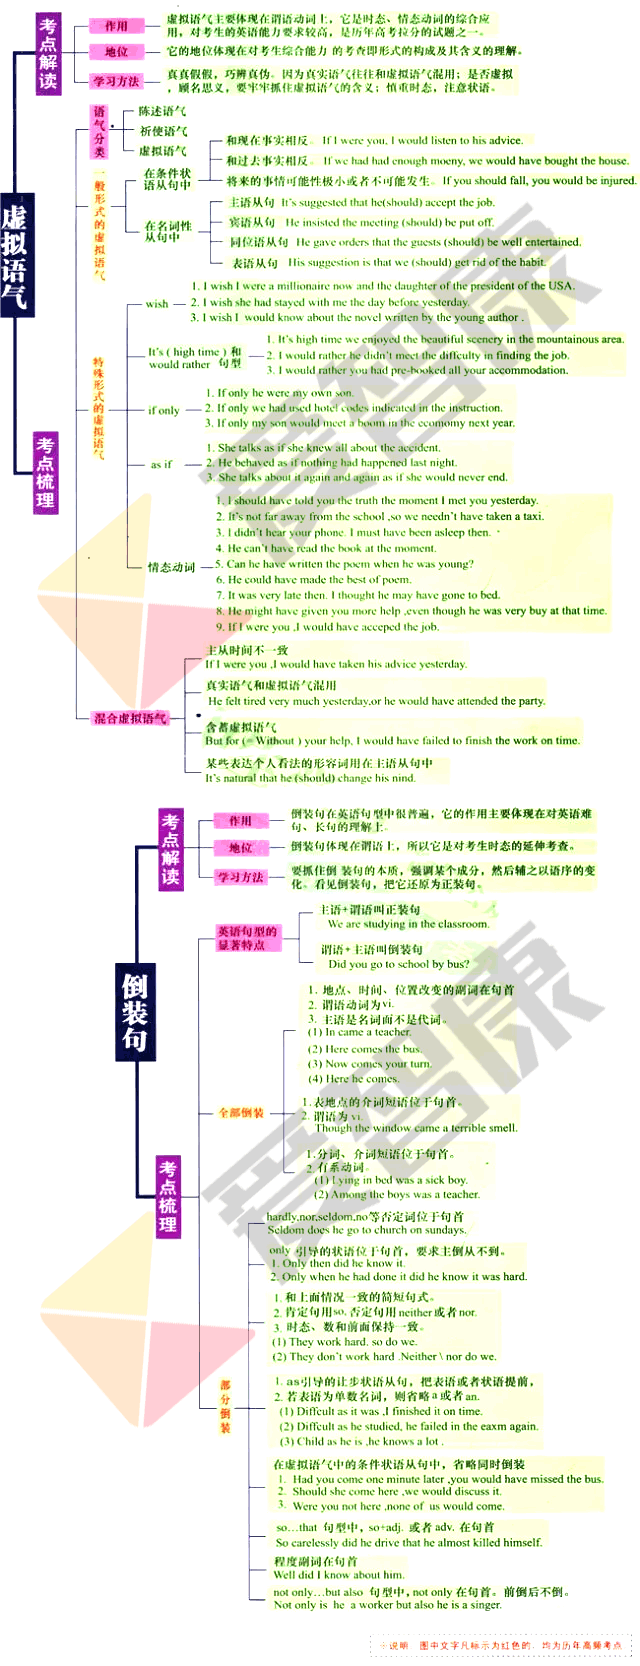 虚拟语气
考点解读
作用
虚拟语气主要体现在谓语动词上，它是时态、情态动词的综合应
用，对考生的英语能力要求较高，是历年高考拉分的试题之一。
地位
它的地位体现在对考生综合能力 的考查即形式的构成及其含义的理解。
学习方法
真真假假，巧辨真伪。因为真实语气往往和虚拟语气混用；是否虚拟
，顾名思义，要牢牢抓住虚拟语气的含义；慎重时态，注意状语。
考点梳理
语气分类
陈述语气
祈使语气
虚拟语气
一般形式的虚拟语气
在条件状
语从句中
和现在事实相反。 If I were you, I would listen to his advice.
和过去事实相反。 If we had had enough moeny, we would have bought the house.
将来的事情可能性极小或者不可能发生。If you should fall, you would be injured.
在名词性
从句中
主语从句 It's suggested that he(should) accept the job.
宾语从句 He insisted the meeting (should) be put off.
同位语从句 He gave orders that the guests (should) be well entertained.
表语从句 His suggestion is that we (should) get rid of the habit.
特殊形式的虚拟语气
wish
1. I wish I were a millionaire now and the daughter of the president of the USA.
2. I wish she had stayed with me the day before yesterday.
3. I wish I would know about the novel written by the young author .
It's ( high time ) 和
would rather 句型
1. It's high time we enjoyed the beautiful scenery in the mountainous area.
2. I would rather he didn't meet the diffculty in finding the job.
3. I would rather you had pre-booked all your accommodation.
if only
1. If only he were my own son.
2. If only we had used hotel codes indicated in the instruction.
3. If only my son would meet a boom in the ecomomy next year.
as if
1. She talks as if she knew all about the accident.
2. He behaved as if nothing had happened last night.
3. She talks about it again and again as if she would never end.
情态动词
1. I should have told you the truth the moment I met you yesterday.
2. It's not far away from the school ,so we needn't have taken a taxi.
3. I didn't hear your phone. I must have been asleep then.
4. He can't have read the book at the moment.
5. Can he have written the poem when he was young?
6. He could have made the best of poem.
7. It was very late then. I thought he may have gone to bed.
8. He might have given you more help ,even though he was very buy at that time.
9. If I were you ,I would have acceped the job.
混合虚拟语气
主从时间不一致
If I were you ,I would have taken his advice yesterday.
真实语气和虚拟语气混用
He felt tired very much yesterday,or he would have attended the party.
含蓄虚拟语气
But for (= Without ) your help, I would have failed to finish the work on time.
某些表达个人看法的形容词用在主语从句中
It's natural that he (should) change his nind.
倒装句
考点解读
作用
倒装句在英语句型中很普遍，它的作用主要体现在对英语难
句、长句的理解上。
地位
倒装句体现在谓语上，所以它是对考生时态的延伸考查。
学习方法
要抓住倒 装句的本质，强调某个成分，然后辅之以语序的变
化。看见倒装句，把它还原为正装句。
考点梳理
英语句型的
显著特点
主语+谓语叫正装句
We are studying in the classroom.
谓语+主语叫倒装句
Did you go to school by bus?
全部倒装
1. 地点、时间、位置改变的副词在句首
2. 谓语动词为vi.
3. 主语是名词而不是代词。
(1) In came a teacher.
(2) Here comes the bus.
(3) Now comes your turn.
(4) Here he comes.
1.表地点的介词短语位于句首。
2. 谓语为 vi.
Though the window came a terrible smell.
1.分词、介词短语位于句首。
2.有系动词。
(1) Lying in bed was a sick boy.
(2) Among the boys was a teacher.
部分倒装
hardly,nor,seldom,no等否定词位于句首
Seldom does he go to church on sundays.
only 引导的状语位于句首，要求主倒从不到。
1. Only then did he know it.
2. Only when he had done it did he know it was hard.
1. 和上面情况一致的简短句式。
2. 肯定句用so, 否定句用neither或者nor.
3. 时态、数和前面保持一致。
(1) They work hard. so do we.
(2) They don't work hard .Neither \ nor do we.
1. as引导的让步状语从句，把表语或者状语提前，
2. 若表语为单数名词，则省略a或者an.
(1) Diffcult as it was ,I finished it on time.
(2) Diffcult as he studied, he failed in the eaxm again.
(3) Child as he is ,he knows a lot .
在虚拟语气中的条件状语从句中，省略同时倒装
1. Had you come one minute later ,you would have missed the bus.
2. Should she come here ,we would discuss it.
3. Were you not here ,none of us would come.
so…that 句型中，so+adj. 或者 adv. 在句首
So carelessly did he drive that he almost killed himself.
程度副词在句首
Well did I know about him.
not only…but also 句型中，not only 在句首。前倒后不倒。
Not only is he a worker but also he is a singer.
※说明 图中文字凡标示为红色的，均为历年高频考点
爱智康
爱智康